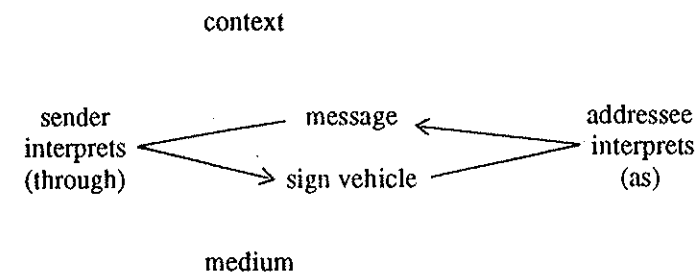 context
sender
interprets
(through)
message
sign vehicle
addressee
interprets
(as)
medium